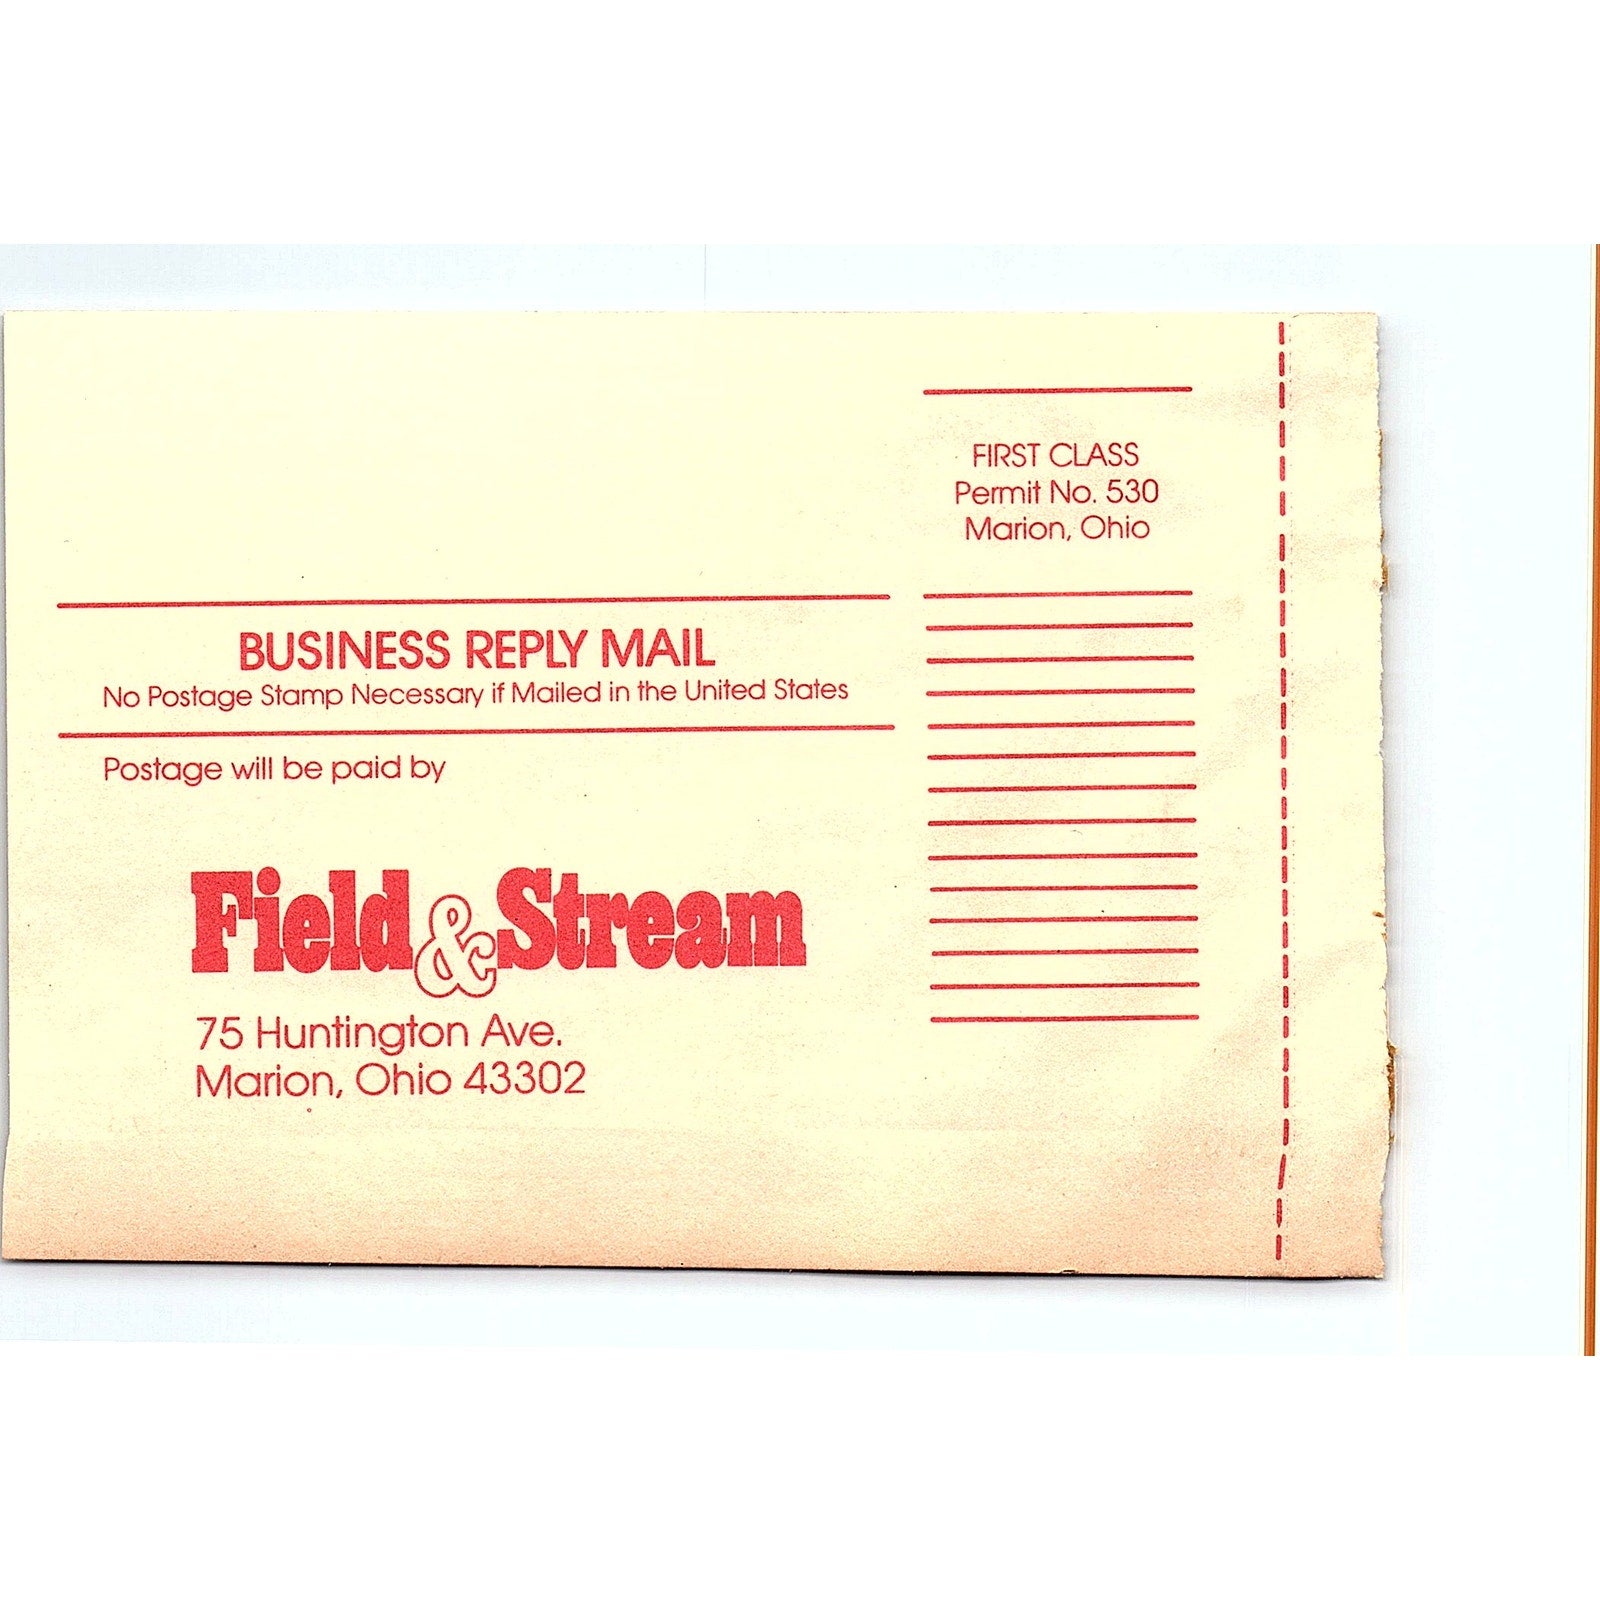 FIRST CLASS
Permit No. 530
Marion, Ohio
BUSINESS REPLY MAIL
No Postage Stamp Necessary if Mailed in the United States
Postage will be paid by
Field & Stream
75 Huntington Ave.
Marion, Ohio 43302